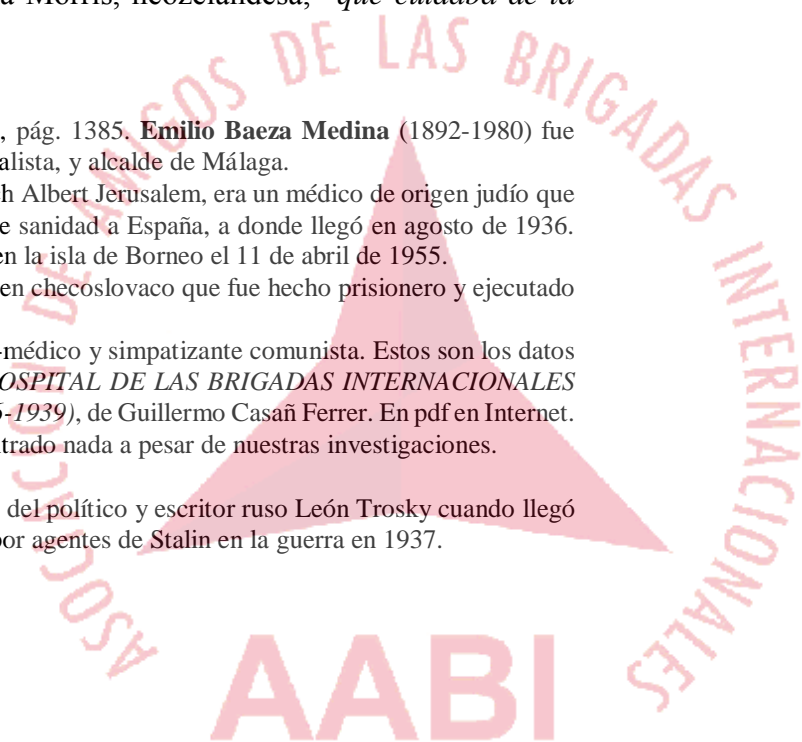 a Morris, neozelandesa, "que cuidaba de la
, pág. 1385. Emilio Baeza Medina (1892-1980) fue
alista, y alcalde de Málaga.
h Albert Jerusalem, era un médico de origen judío que
e sanidad a España, a donde llegó en agosto de 1936.
en la isla de Borneo el 11 de abril de 1955.
en checoslovaco que fue hecho prisionero y ejecutado
-médico y simpatizante comunista. Estos son los datos
OSPITAL DE LAS BRIGADAS INTERNACIONALES
6-1939), de Guillermo Casañ Ferrer. En pdf en Internet.
trado nada a pesar de nuestras investigaciones.
del político y escritor ruso León Trosky cuando llegó
por agentes de Stalin en la guerra en 1937.
ASOCIACION DE AMIGOS DE LAS BRIGADAS INTERNACIONALES
AABI